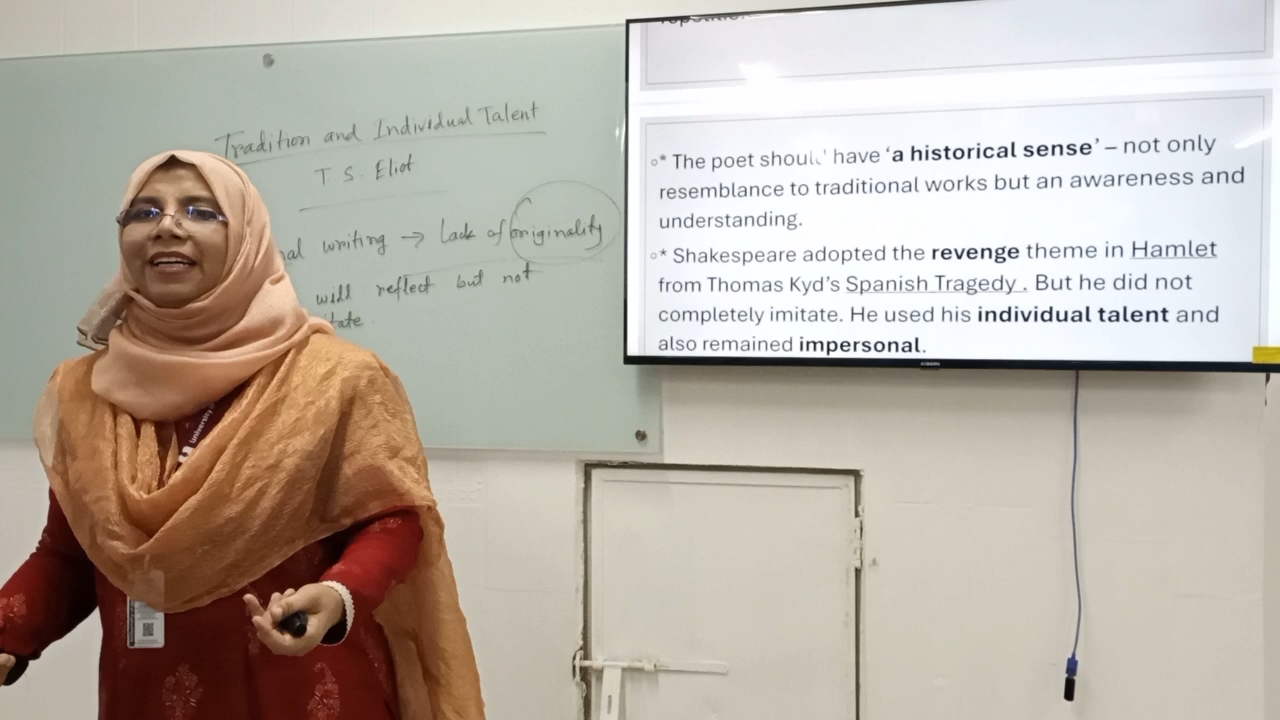 Tradition and Individual Talent
T. S. Eliot
writing → Lack of originality
will reflect but not
◦* The poet should have ‘a historical sense’ – not only
resemblance to traditional works but an awareness and
understanding.
◦* Shakespeare adopted the revenge theme in Hamlet
from Thomas Kyd’s Spanish Tragedy . But he did not
completely imitate. He used his individual talent and
also remained impersonal.
university